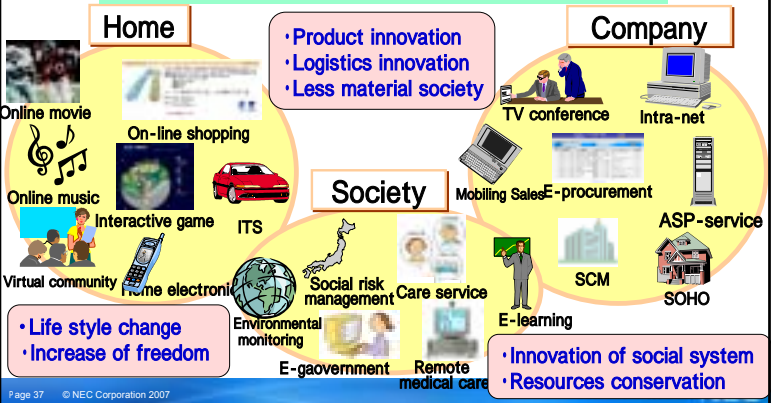 Home
Company
・Product innovation
・Logistics innovation
・Less material society
Online movie
On-line shopping
Online music
Interactive game
ITS
Virtual community
Home electronic
・Life style change
・Increase of freedom
Society
Social risk
management
Care service
Environmental
monitoring
E-gaovernment
Remote
medical care
E-learning
TV conference
Intra-net
Mobiling Sales
E-procurement
ASP-service
SCM
SOHO
・Innovation of social system
・Resources conservation
Page 37 © NEC Corporation 2007